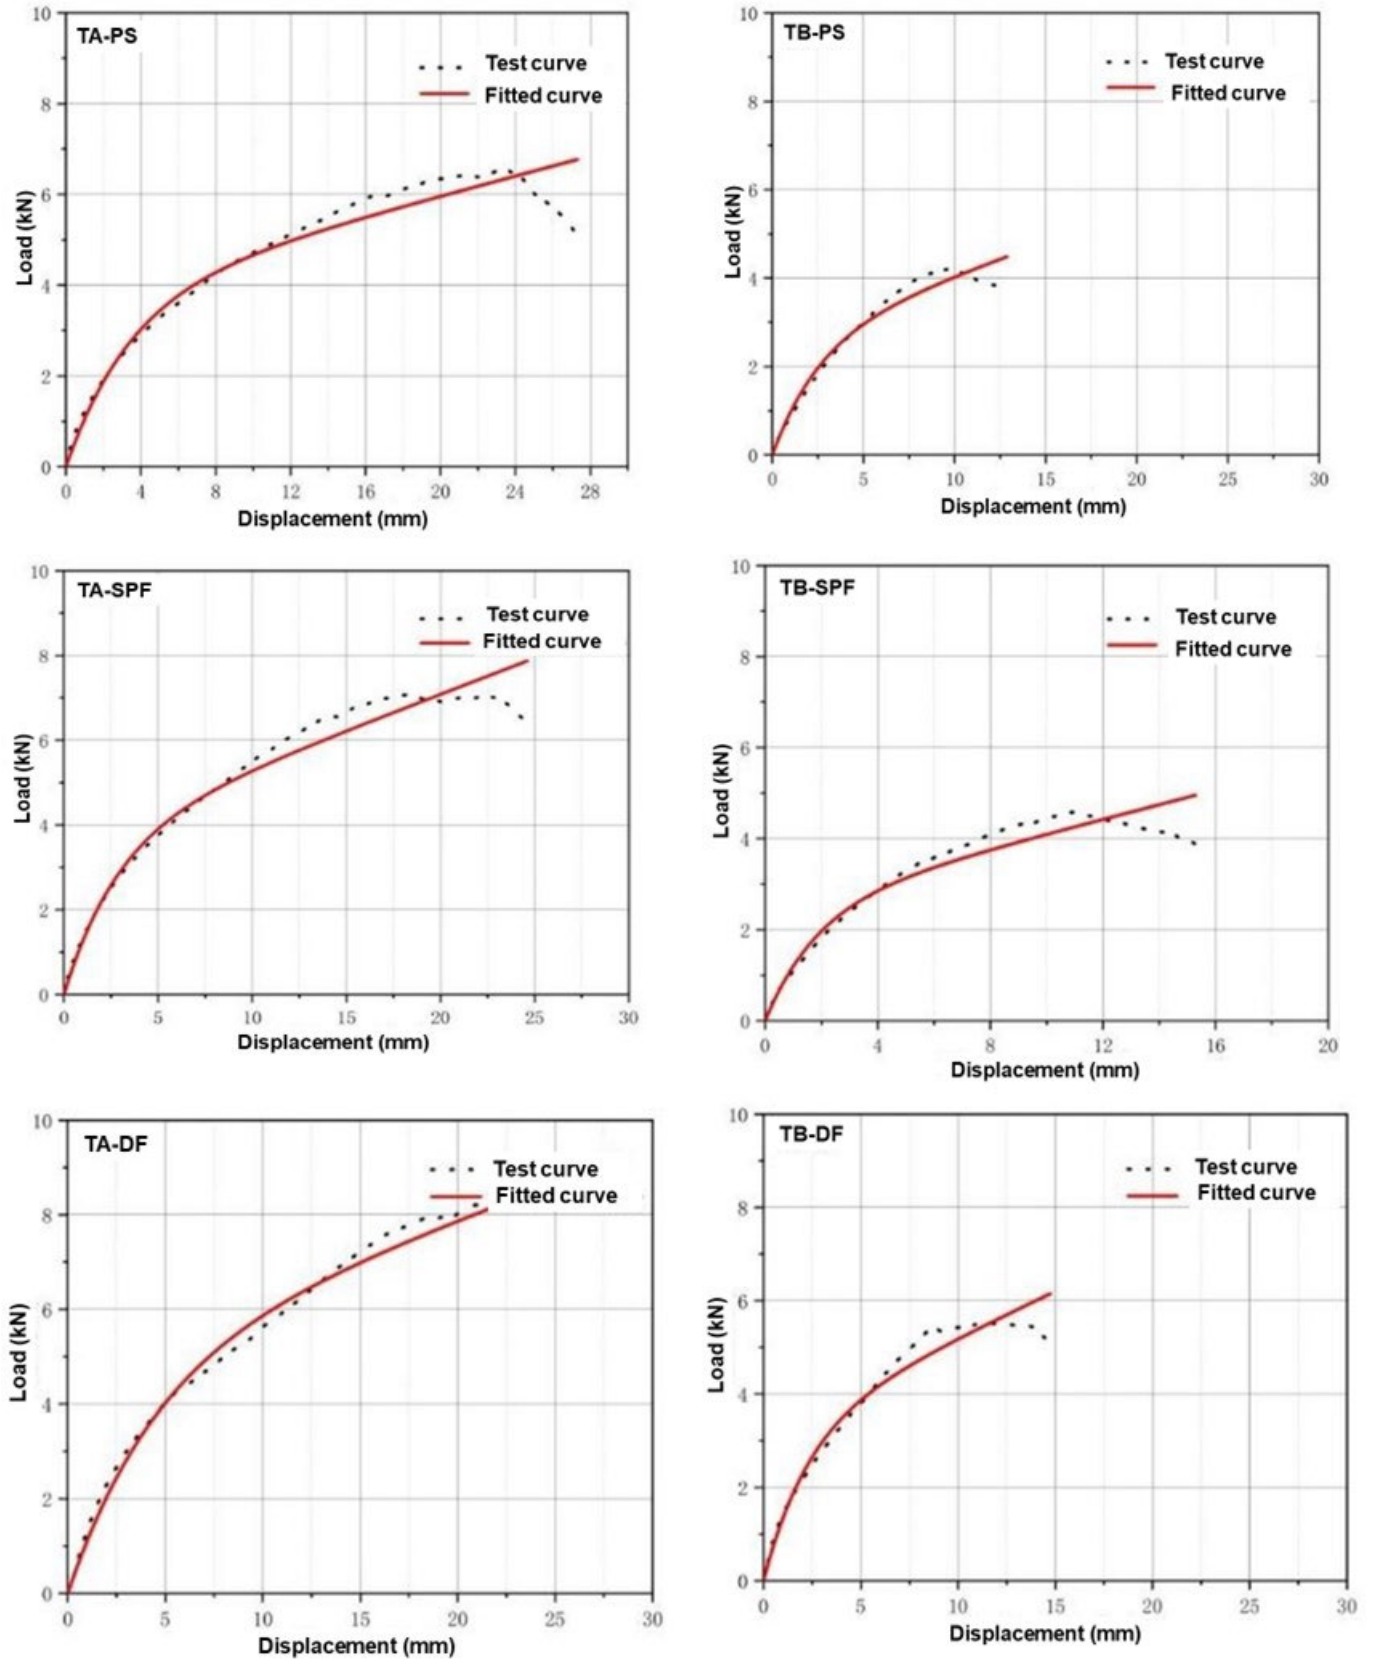 TA-PS
Test curve
Fitted curve
10
8
6
4
2
0
Load (kN)
0 4 8 12 16 20 24 28
Displacement (mm)
TB-PS
Test curve
Fitted curve
10
8
6
4
2
0
Load (kN)
0 5 10 15 20 25 30
Displacement (mm)
TA-SPF
Test curve
Fitted curve
10
8
6
4
2
0
Load (kN)
0 5 10 15 20 25 30
Displacement (mm)
TB-SPF
Test curve
Fitted curve
10
8
6
4
2
0
Load (kN)
0 4 8 12 16 20
Displacement (mm)
TA-DF
Test curve
Fitted curve
10
8
6
4
2
0
Load (kN)
0 5 10 15 20 25 30
Displacement (mm)
TB-DF
Test curve
Fitted curve
10
8
6
4
2
0
Load (kN)
0 5 10 15 20 25 30
Displacement (mm)